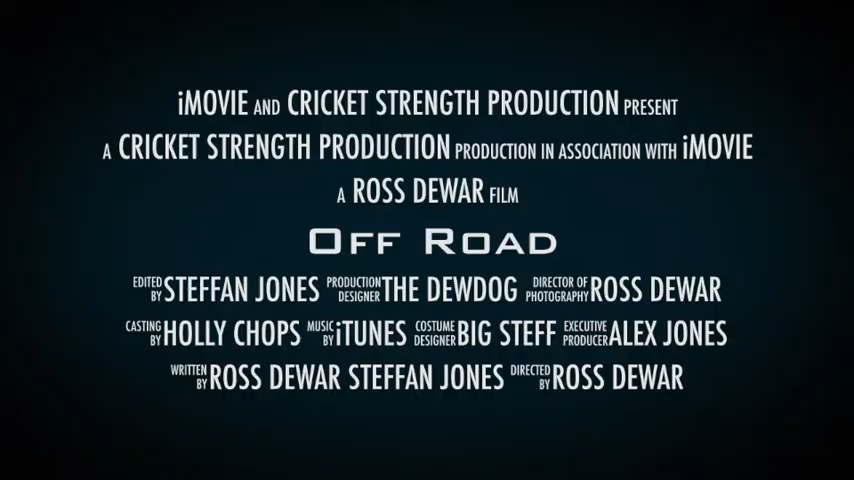 iMOVIE AND CRICKET STRENGTH PRODUCTION PRESENT
A CRICKET STRENGTH PRODUCTION PRODUCTION IN ASSOCIATION WITH iMOVIE
A ROSS DEWAR FILM
OFF ROAD
EDITED BY STEFFAN JONES PRODUCTION DESIGNER THE DEWDOG DIRECTOR OF PHOTOGRAPHY ROSS DEWAR
CASTING BY HOLLY CHOPS MUSIC BY iTUNES COSTUME DESIGNER BIG STEFF EXECUTIVE PRODUCER ALEX JONES
WRITTEN BY ROSS DEWAR STEFFAN JONES DIRECTED BY ROSS DEWAR